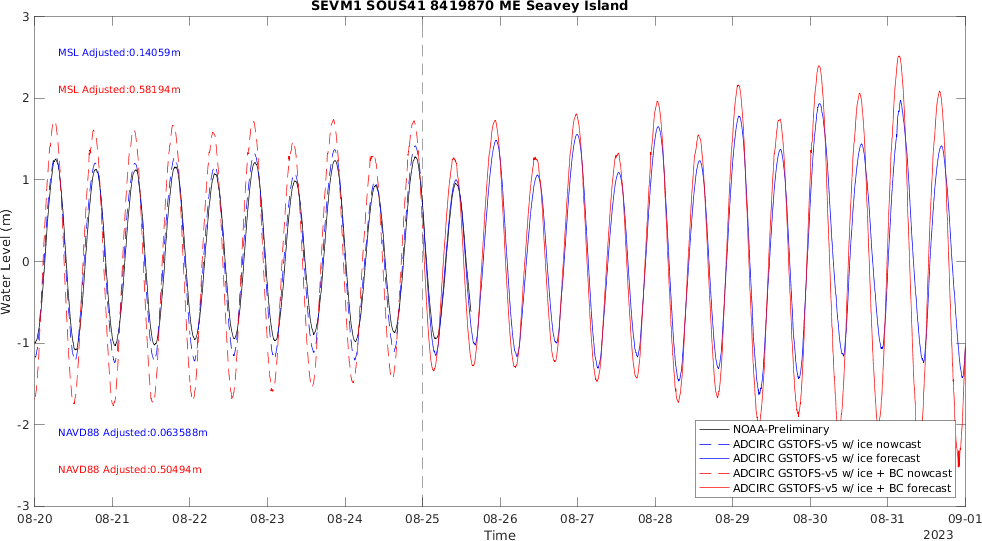 SEVM1 SOUS41 8419870 ME Seavey Island
MSL Adjusted:0.14059m
MSL Adjusted:0.58194m
NAVD88 Adjusted:0.063588m
NAVD88 Adjusted:0.50494m
Water Level (m)
3
2
1
0
-1
-2
-3
NOAA-Preliminary
ADCIRC GSTOFS-v5 w/ ice nowcast
ADCIRC GSTOFS-v5 w/ ice forecast
ADCIRC GSTOFS-v5 w/ ice + BC nowcast
ADCIRC GSTOFS-v5 w/ ice + BC forecast
08-20 08-21 08-22 08-23 08-24 08-25 08-26 08-27 08-28 08-29 08-30 08-31 09-01
Time
2023